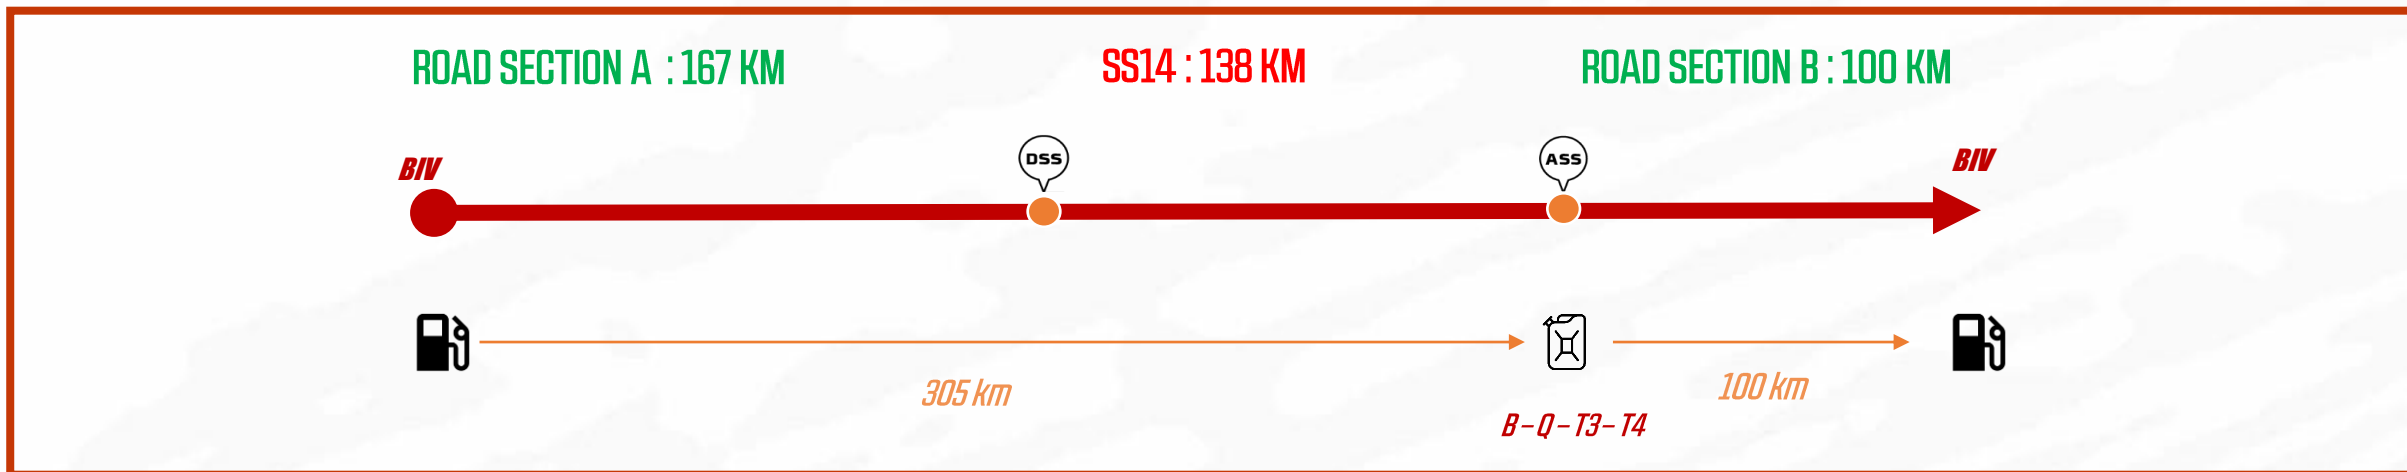 ROAD SECTION A : 167 KM
SS14 : 138 KM
ROAD SECTION B : 100 KM
BIV
DSS
ASS
BIV
305 km
100 km
B – Q – T3 – T4